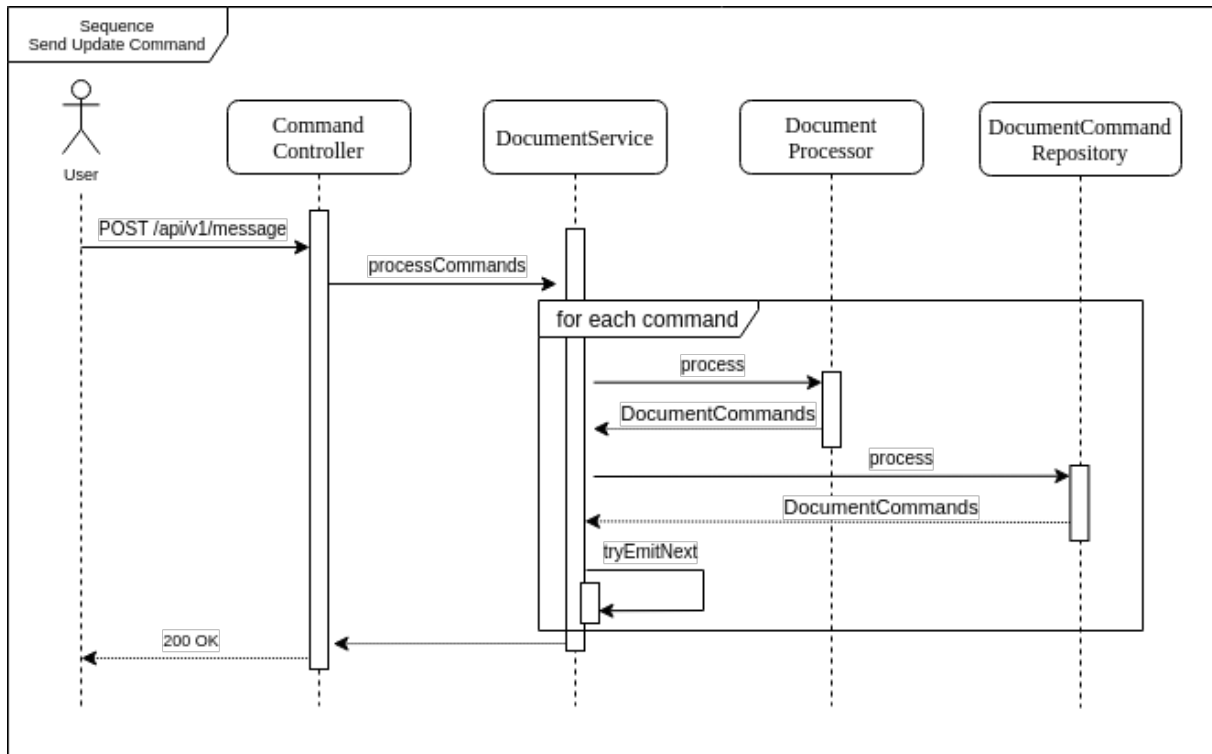 Sequence
Send Update Command
User
Command
Controller
DocumentService
Document
Processor
DocumentCommand
Repository
POST /api/v1/message
processCommands
for each command
process
DocumentCommands
process
DocumentCommands
tryEmitNext
200 OK